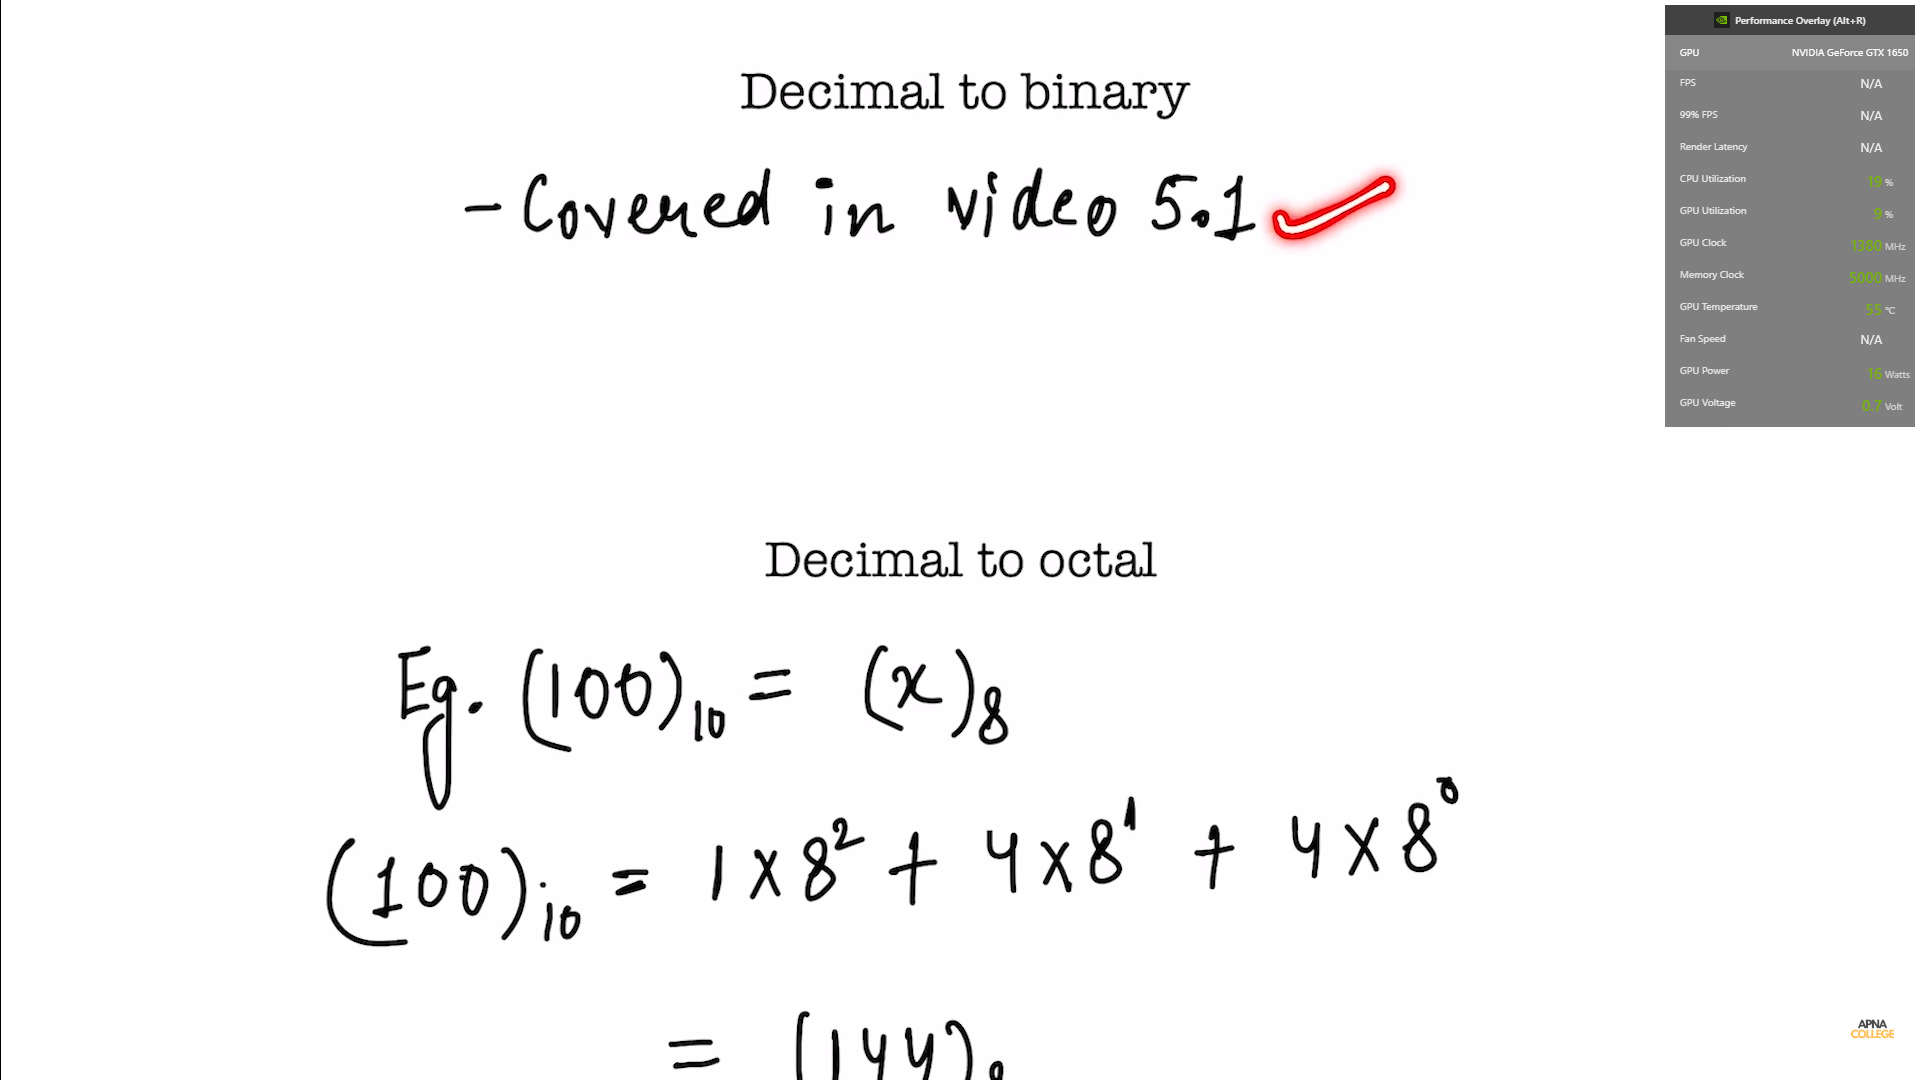 Decimal to binary
- Covered in video 5.1
Decimal to octal
Eg. (100)₁₀ = (x)₈
(100)₁₀ = 1 x 8² + 4 x 8¹ + 4 x 8⁰
= (144)₈
Performance Overlay (Alt+R)
GPU NVIDIA GeForce GTX 1650
FPS N/A
99% FPS N/A
Render Latency N/A
CPU Utilization 19 %
GPU Utilization 9 %
GPU Clock 1380 MHz
Memory Clock 5000 MHz
GPU Temperature 55 °C
Fan Speed N/A
GPU Power 16 Watts
GPU Voltage 0.7 Volt
APNA
COLLEGE